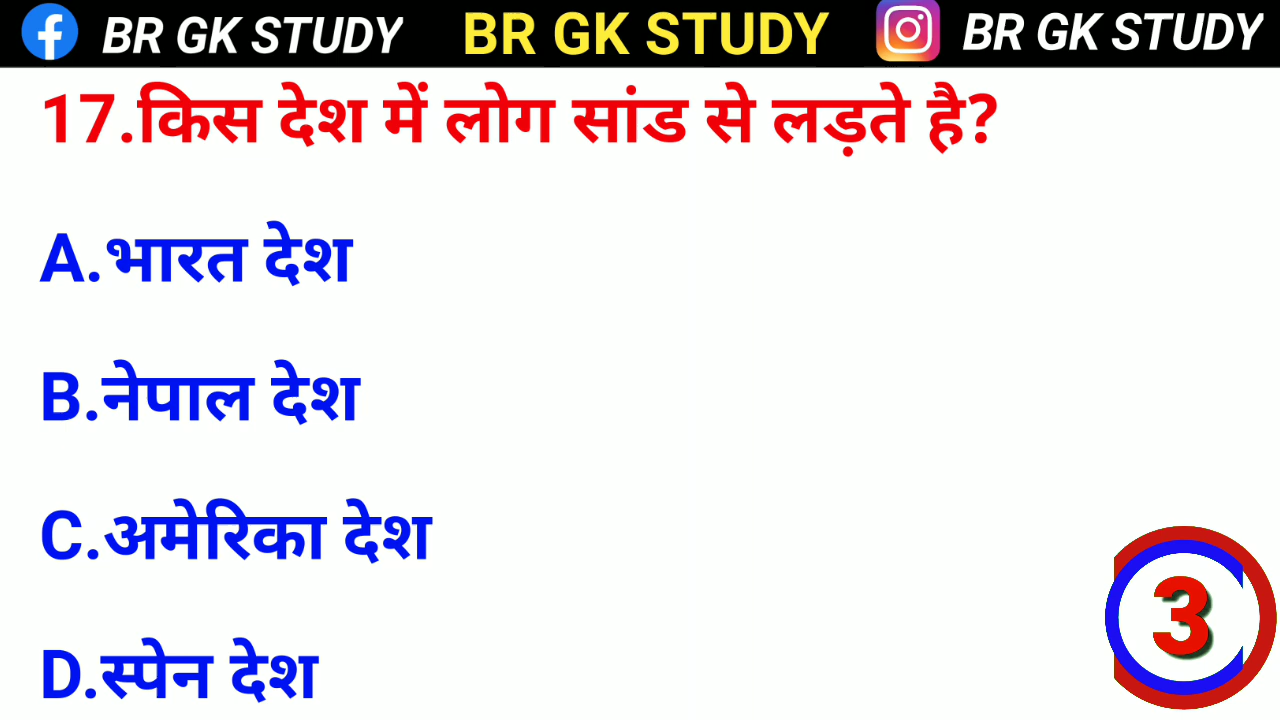 BR GK STUDY BR GK STUDY BR GK STUDY
17.किस देश में लोग सांड से लड़ते है?
A.भारत देश
B.नेपाल देश
C.अमेरिका देश
D.स्पेन देश
3